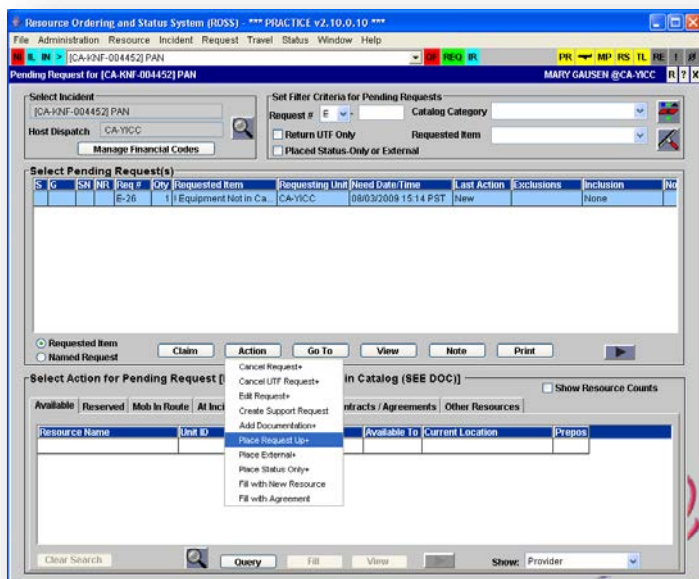 Resource Ordering and Status System (ROSS) - *** PRACTICE v2.10.0.10 ***
File Administration Resource Incident Request Travel Status Window Help
NI IL IN > [CA-KNF-004452] PAN OF REQ IR PR MP RS TL RE !
Pending Request for [CA-KNF-004452] PAN MARY GAUSEN @CA-YICC R ? X
Select Incident
[CA-KNF-004452] PAN
Host Dispatch CA-YICC
Manage Financial Codes
Set Filter Criteria for Pending Requests
Request # E - Catalog Category
Return UTF Only Requested Item
Placed Status-Only or External
Select Pending Request(s)
S G SN NR Req # Qty Requested Item Requesting Unit Need Date/Time Last Action Exclusions Inclusion No
E-26 1 Equipment Not in Ca... CA-YICC 08/03/2009 15:14 PST New None
Requested Item
Named Request
Claim Action Go To View Note Print
Cancel Request+
Cancel UTF Request+
Edit Request+
Create Support Request
Add Documentation+
Place Request Up+
Place External+
Place Status Only+
Fill with New Resource
Fill with Agreement
Select Action for Pending Request [ in Catalog (SEE DOC)]
Show Resource Counts
Available Reserved Mob In Route At Inci ntracts / Agreements Other Resources
Resource Name Unit ID Available To Current Location Prepos
Clear Search Query Fill View Show: Provider